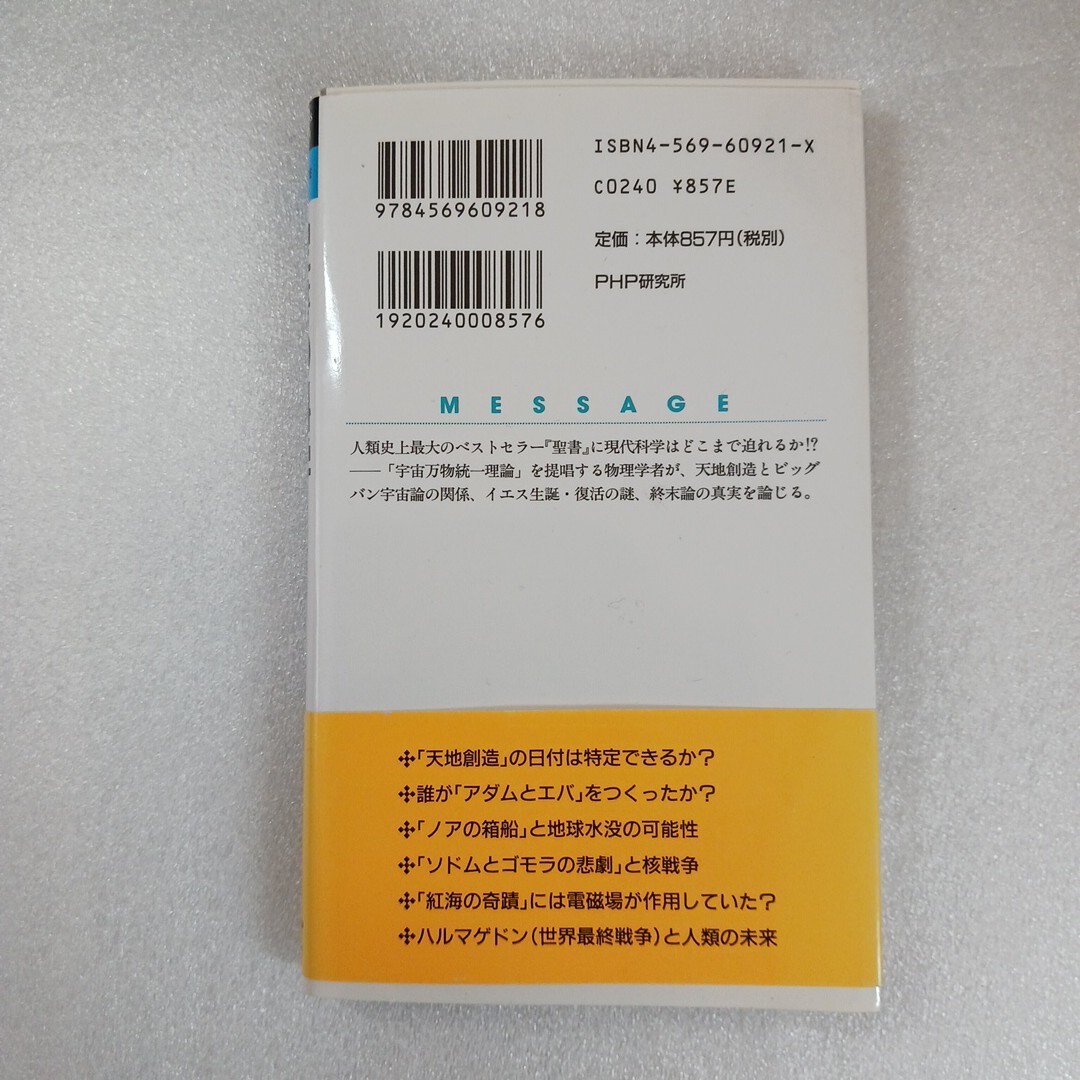 ISBN4-569-60921-X
9784569609218
C0240 ¥857E
定価：本体857円(税別)
PHP研究所
1920240008576
MESSAGE
人類史上最大のベストセラー『聖書』に現代科学はどこまで迫れるか!?
――「宇宙万物統一理論」を提唱する物理学者が、天地創造とビッグ
バン宇宙論の関係、イエス生誕・復活の謎、終末論の真実を論じる。
✣「天地創造」の日付は特定できるか?
✣誰が「アダムとエバ」をつくったか?
✣「ノアの箱船」と地球水没の可能性
✣「ソドムとゴモラの悲劇」と核戦争
✣「紅海の奇蹟」には電磁場が作用していた?
✣ハルマゲドン(世界最終戦争)と人類の未来